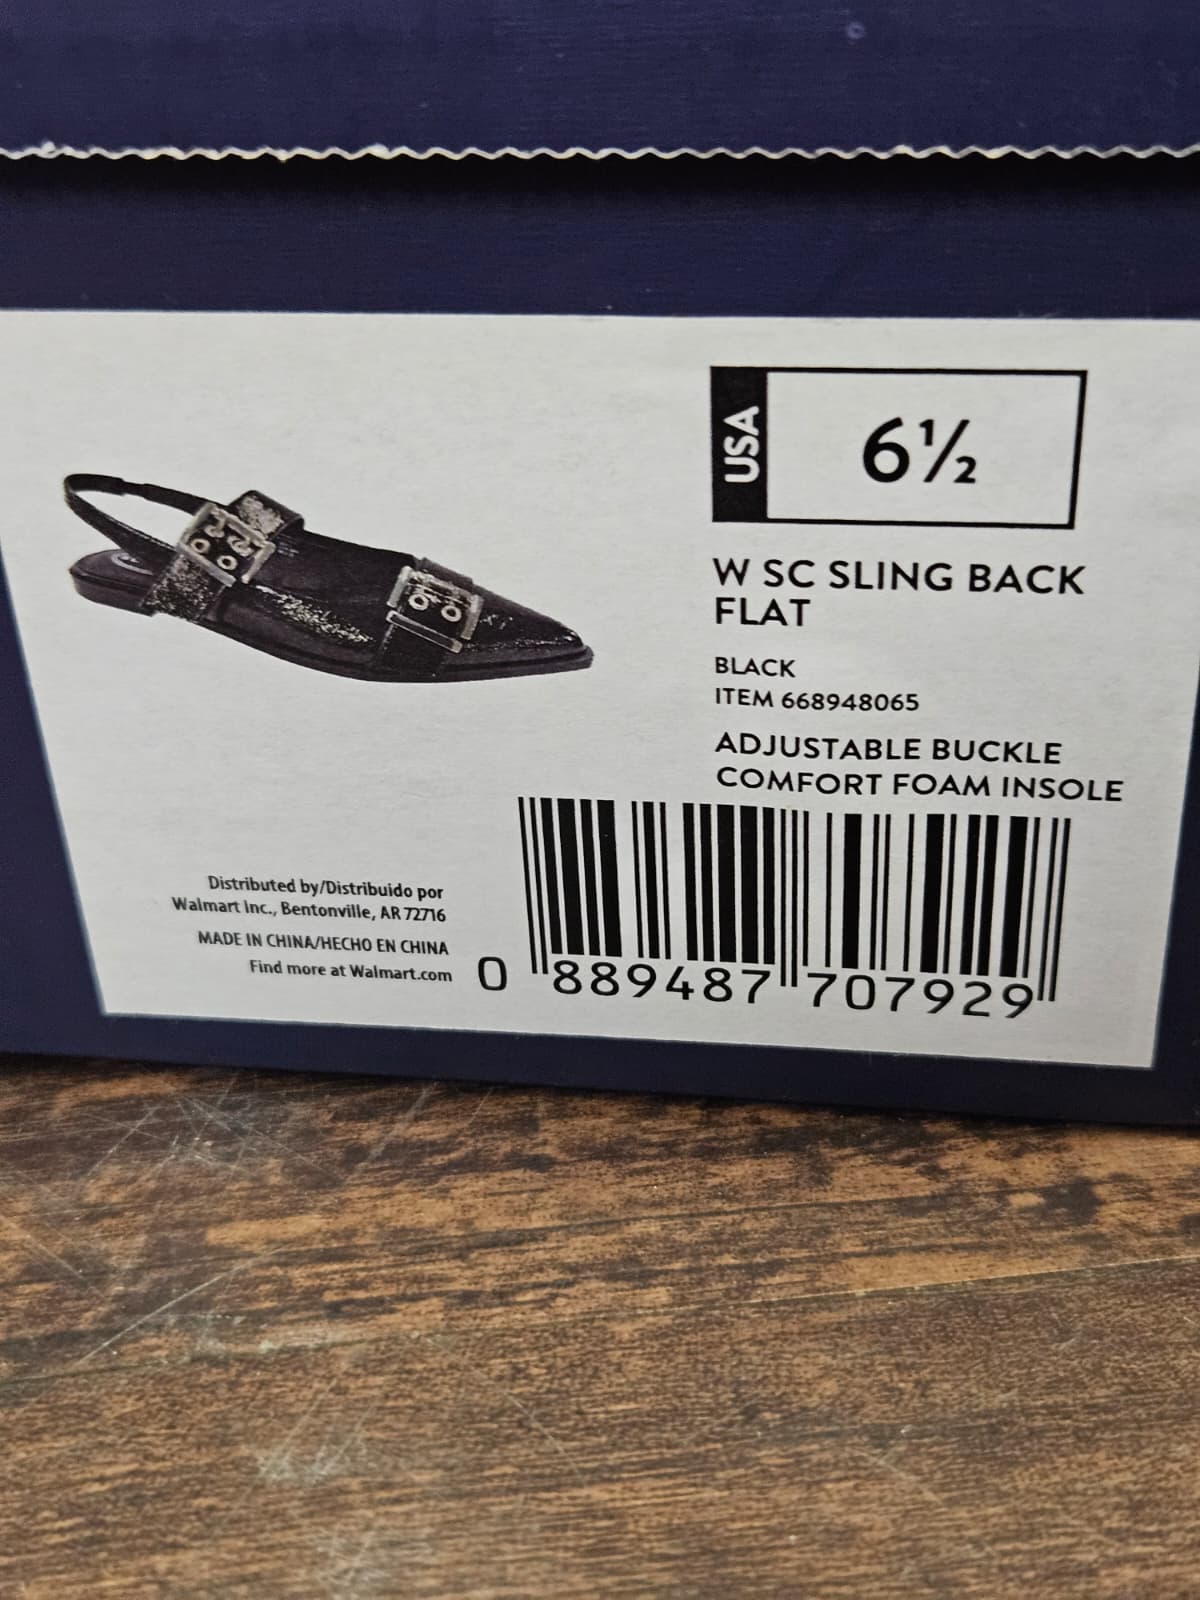 USA
6½
W SC SLING BACK
FLAT
BLACK
ITEM 668948065
ADJUSTABLE BUCKLE
COMFORT FOAM INSOLE
Distributed by/Distribuido por
Walmart Inc., Bentonville, AR 72716
MADE IN CHINA/HECHO EN CHINA
Find more at Walmart.com
0 889487 707929